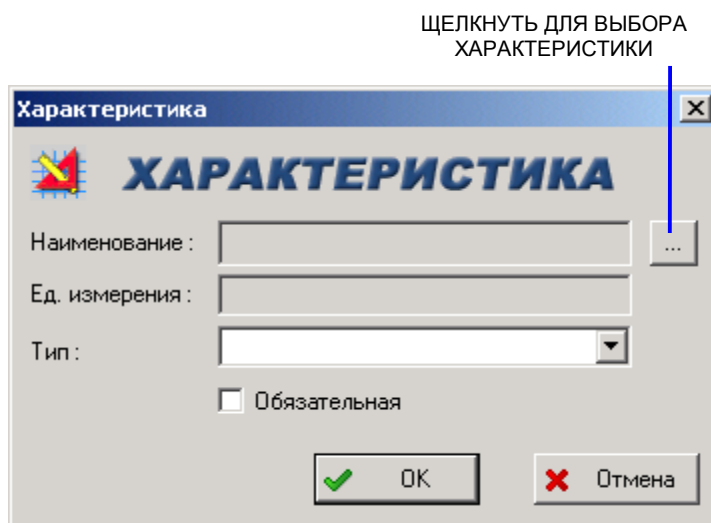 ЩЕЛКНУТЬ ДЛЯ ВЫБОРА
ХАРАКТЕРИСТИКИ
Характеристика
ХАРАКТЕРИСТИКА
Наименование :
...
Ед. измерения :
Тип :
Обязательная
OK
Отмена